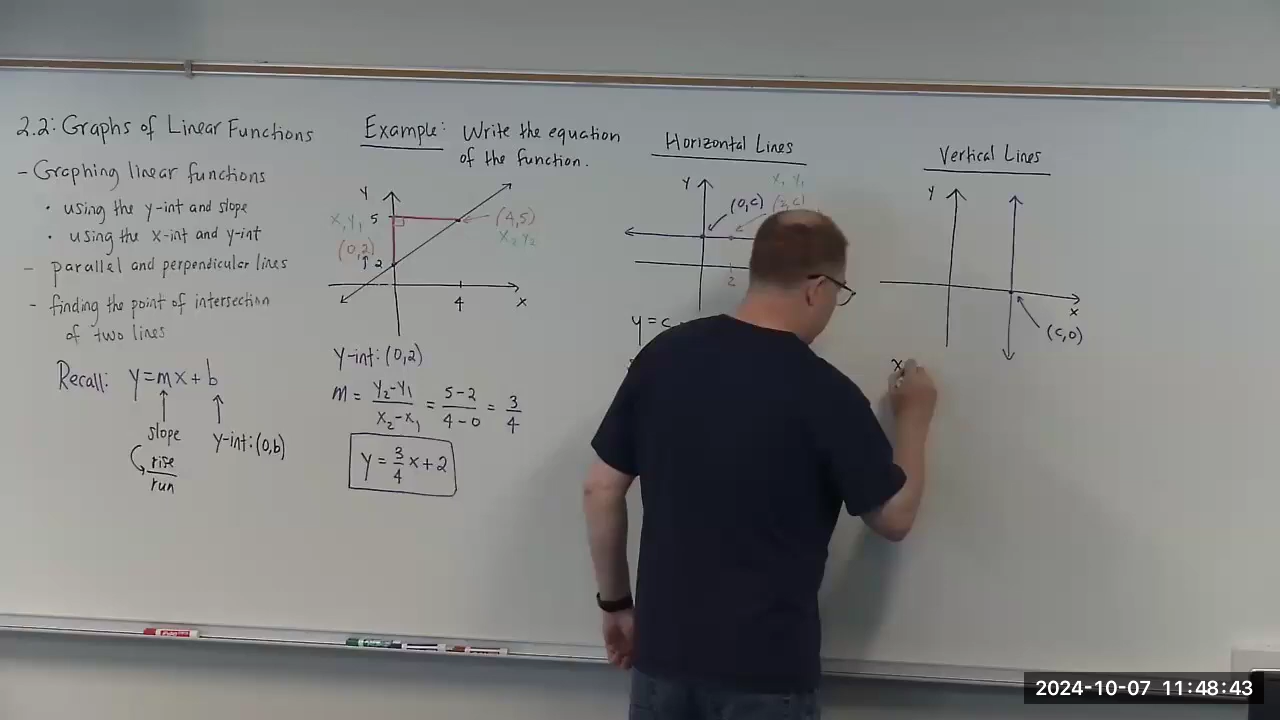 2.2: Graphs of Linear Functions
- Graphing linear functions
• using the y-int and slope
• using the x-int and y-int
- parallel and perpendicular lines
- finding the point of intersection
of two lines
Recall: y=mx+b
slope
rise
run
y-int:(0,b)
Example: Write the equation
of the function.
y
x₁ y₁ 5
(0,2)
2
(4,5)
x₂ y₂
4
x
y-int:(0,2)
m = y₂-y₁ / x₂-x₁ = 5-2 / 4-0 = 3/4
y = 3/4 x+2
Horizontal Lines
y
(0,c)
x₁ y₁
(2,c)
2
y=c
Vertical Lines
y
x
(c,0)
x
2024-10-07 11:48:43